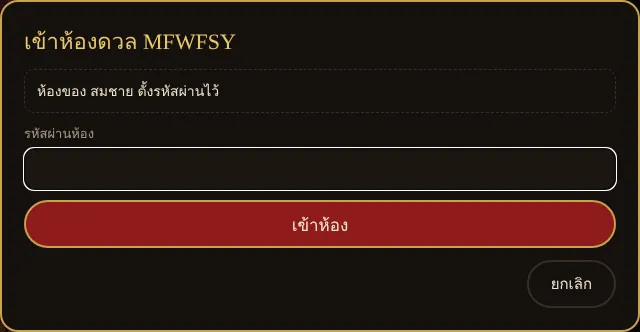 เข้าห้องดวล MFWFSY
ห้องของ สมชาย ตั้งรหัสผ่านไว้
รหัสผ่านห้อง
เข้าห้อง
ยกเลิก